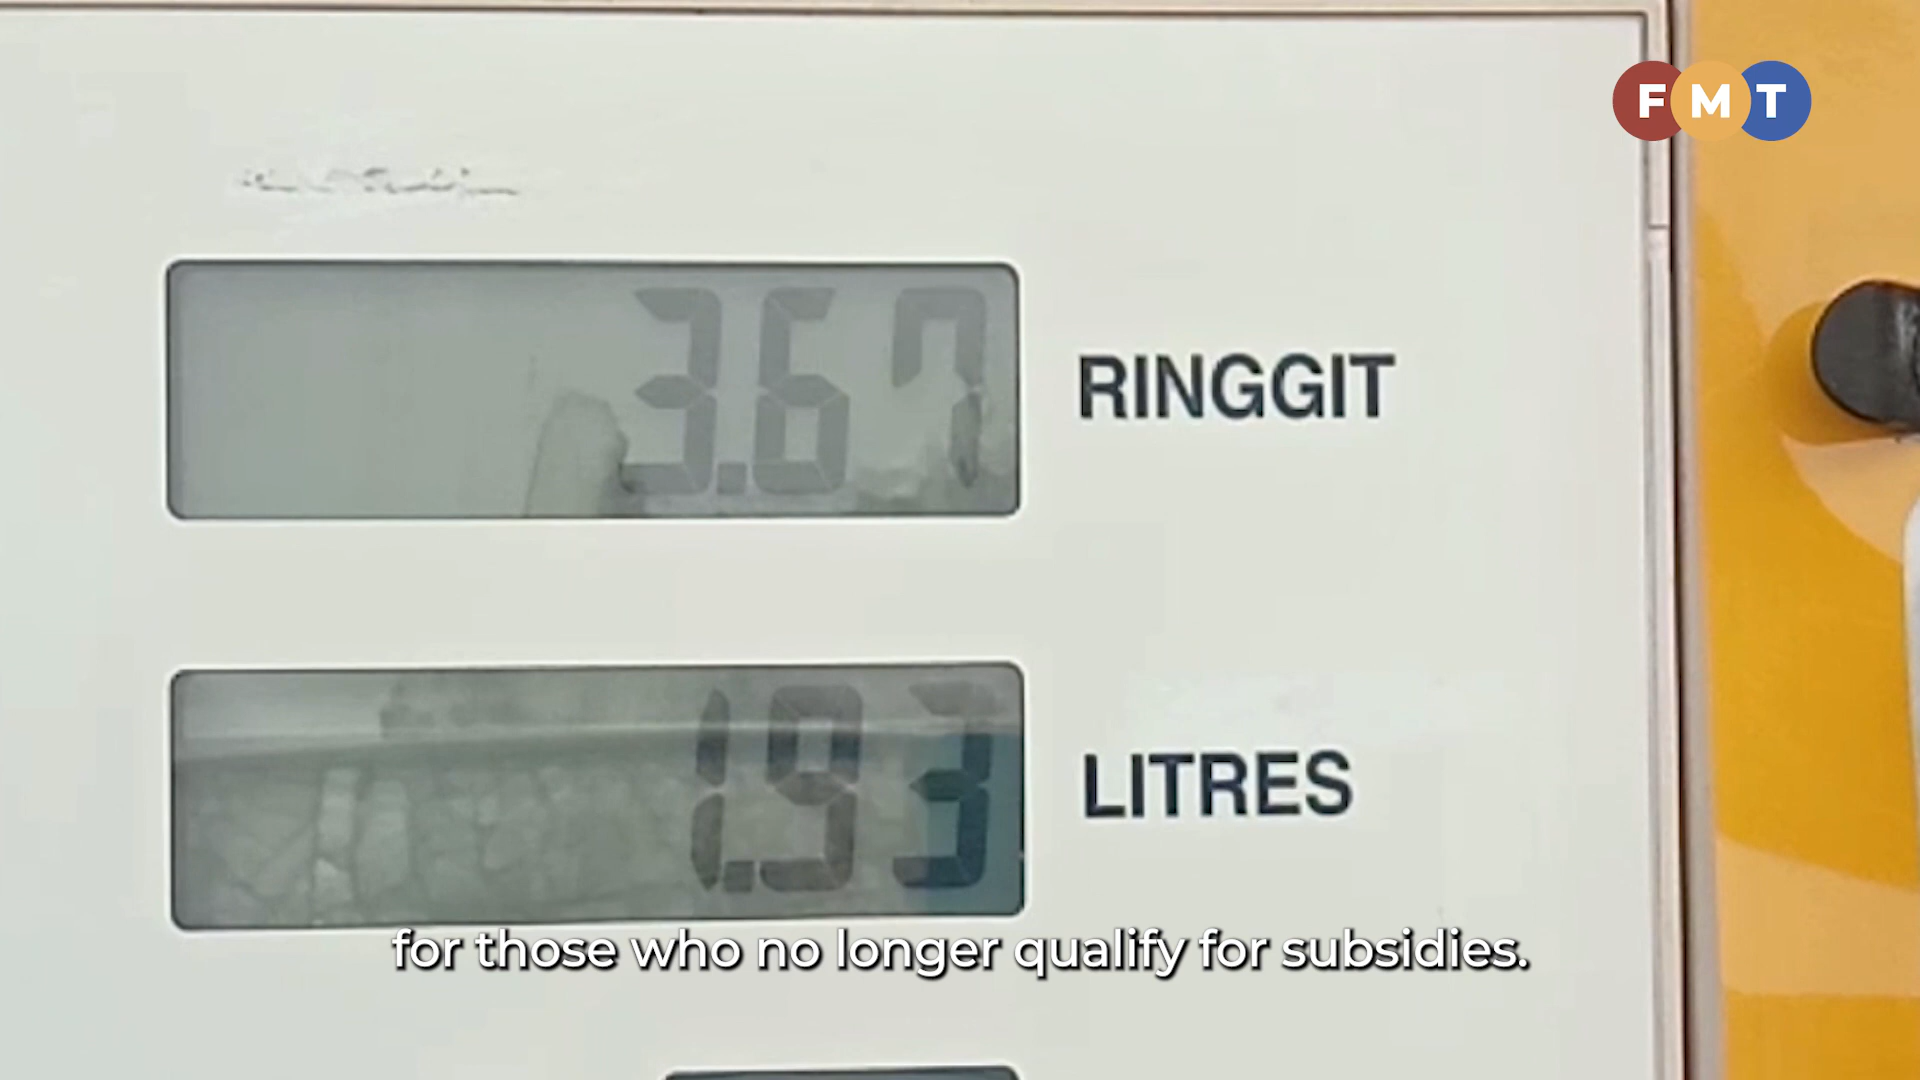 FMT
3.67 RINGGIT
1.93 LITRES
for those who no longer qualify for subsidies.